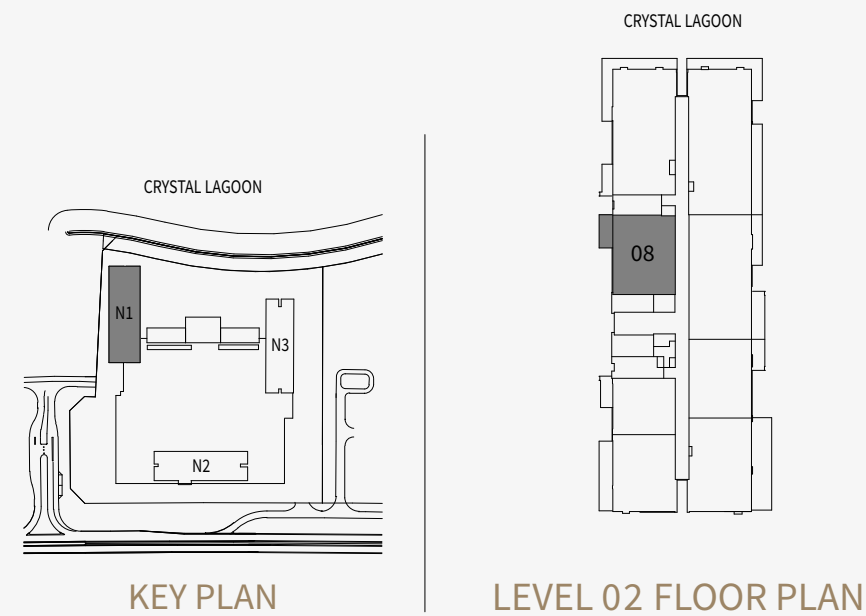 CRYSTAL LAGOON
N1
N3
N2
KEY PLAN
CRYSTAL LAGOON
08
LEVEL 02 FLOOR PLAN